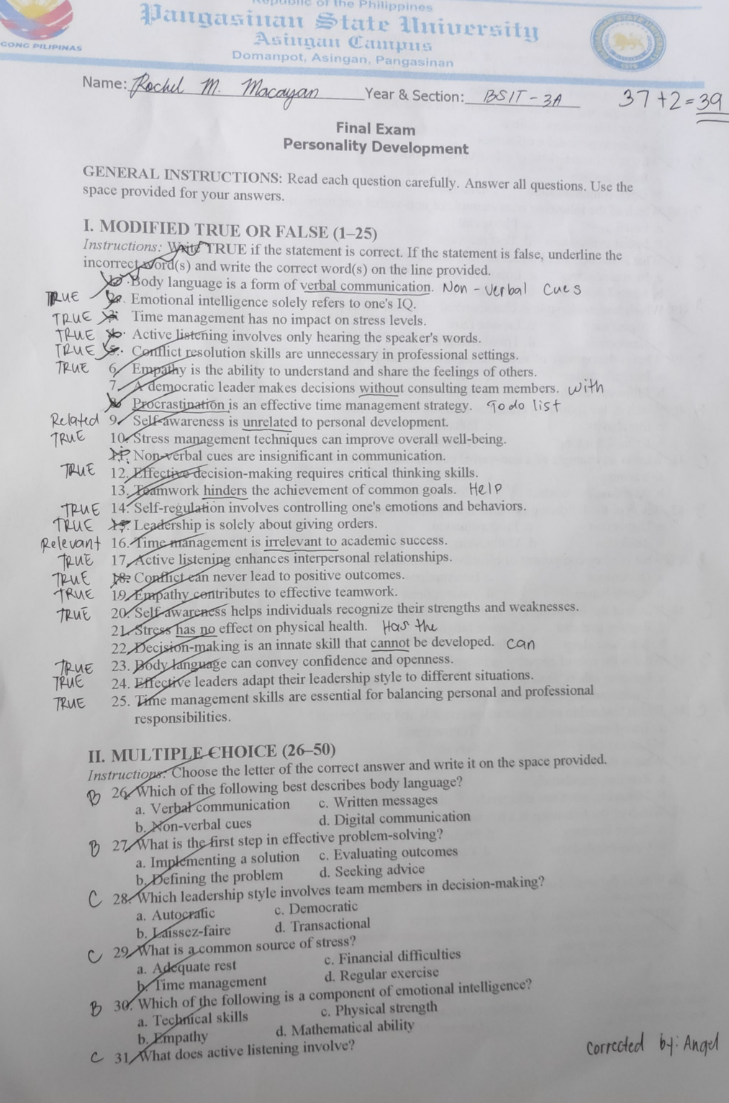 Republic of the Philippines
Pangasinan State University
Asingan Campus
Domanpot, Asingan, Pangasinan
GONG PILIPINAS
Name: Rochel M. Macayan Year & Section: BSIT - 3A 37 + 2 = 39
Final Exam
Personality Development
GENERAL INSTRUCTIONS: Read each question carefully. Answer all questions. Use the
space provided for your answers.
I. MODIFIED TRUE OR FALSE (1–25)
Instructions: Write TRUE if the statement is correct. If the statement is false, underline the
incorrect word(s) and write the correct word(s) on the line provided.
Body language is a form of verbal communication. Non - verbal cues
TRUE Emotional intelligence solely refers to one's IQ.
TRUE Time management has no impact on stress levels.
TRUE Active listening involves only hearing the speaker's words.
TRUE 5. Conflict resolution skills are unnecessary in professional settings.
TRUE 6. Empathy is the ability to understand and share the feelings of others.
7. A democratic leader makes decisions without consulting team members. with
Procrastination is an effective time management strategy. Todo list
Related 9. Self-awareness is unrelated to personal development.
TRUE 10. Stress management techniques can improve overall well-being.
Non-verbal cues are insignificant in communication.
TRUE 12. Effective decision-making requires critical thinking skills.
13. Teamwork hinders the achievement of common goals. Help
TRUE 14. Self-regulation involves controlling one's emotions and behaviors.
TRUE 15. Leadership is solely about giving orders.
Relevant 16. Time management is irrelevant to academic success.
TRUE 17. Active listening enhances interpersonal relationships.
TRUE 18. Conflict can never lead to positive outcomes.
TRUE 19. Empathy contributes to effective teamwork.
TRUE 20. Self-awareness helps individuals recognize their strengths and weaknesses.
21. Stress has no effect on physical health. Has the
22. Decision-making is an innate skill that cannot be developed. can
TRUE 23. Body language can convey confidence and openness.
TRUE 24. Effective leaders adapt their leadership style to different situations.
TRUE 25. Time management skills are essential for balancing personal and professional
responsibilities.
II. MULTIPLE CHOICE (26–50)
Instructions: Choose the letter of the correct answer and write it on the space provided.
B 26. Which of the following best describes body language?
a. Verbal communication c. Written messages
b. Non-verbal cues d. Digital communication
B 27. What is the first step in effective problem-solving?
a. Implementing a solution c. Evaluating outcomes
b. Defining the problem d. Seeking advice
C 28. Which leadership style involves team members in decision-making?
a. Autocratic c. Democratic
b. Laissez-faire d. Transactional
C 29. What is a common source of stress?
a. Adequate rest c. Financial difficulties
b. Time management d. Regular exercise
B 30. Which of the following is a component of emotional intelligence?
a. Technical skills c. Physical strength
b. Empathy d. Mathematical ability
C 31. What does active listening involve?
Corrected by: Angel